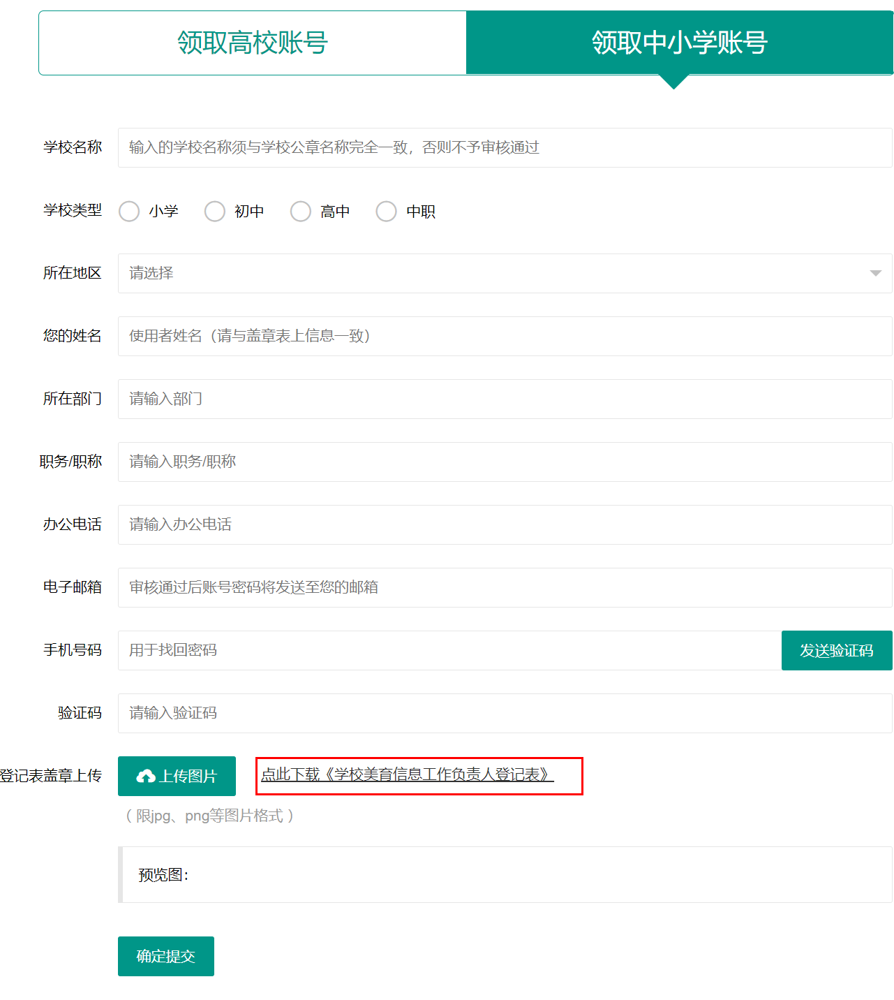 领取高校账号
领取中小学账号
学校名称
输入的学校名称须与学校公章名称完全一致，否则不予审核通过
学校类型
小学
初中
高中
中职
所在地区
请选择
您的姓名
使用者姓名（请与盖章表上信息一致）
所在部门
请输入部门
职务/职称
请输入职务/职称
办公电话
请输入办公电话
电子邮箱
审核通过后账号密码将发送至您的邮箱
手机号码
用于找回密码
发送验证码
验证码
请输入验证码
登记表盖章上传
上传图片
点此下载《学校美育信息工作负责人登记表》
（ 限jpg、png等图片格式 ）
预览图：
确定提交